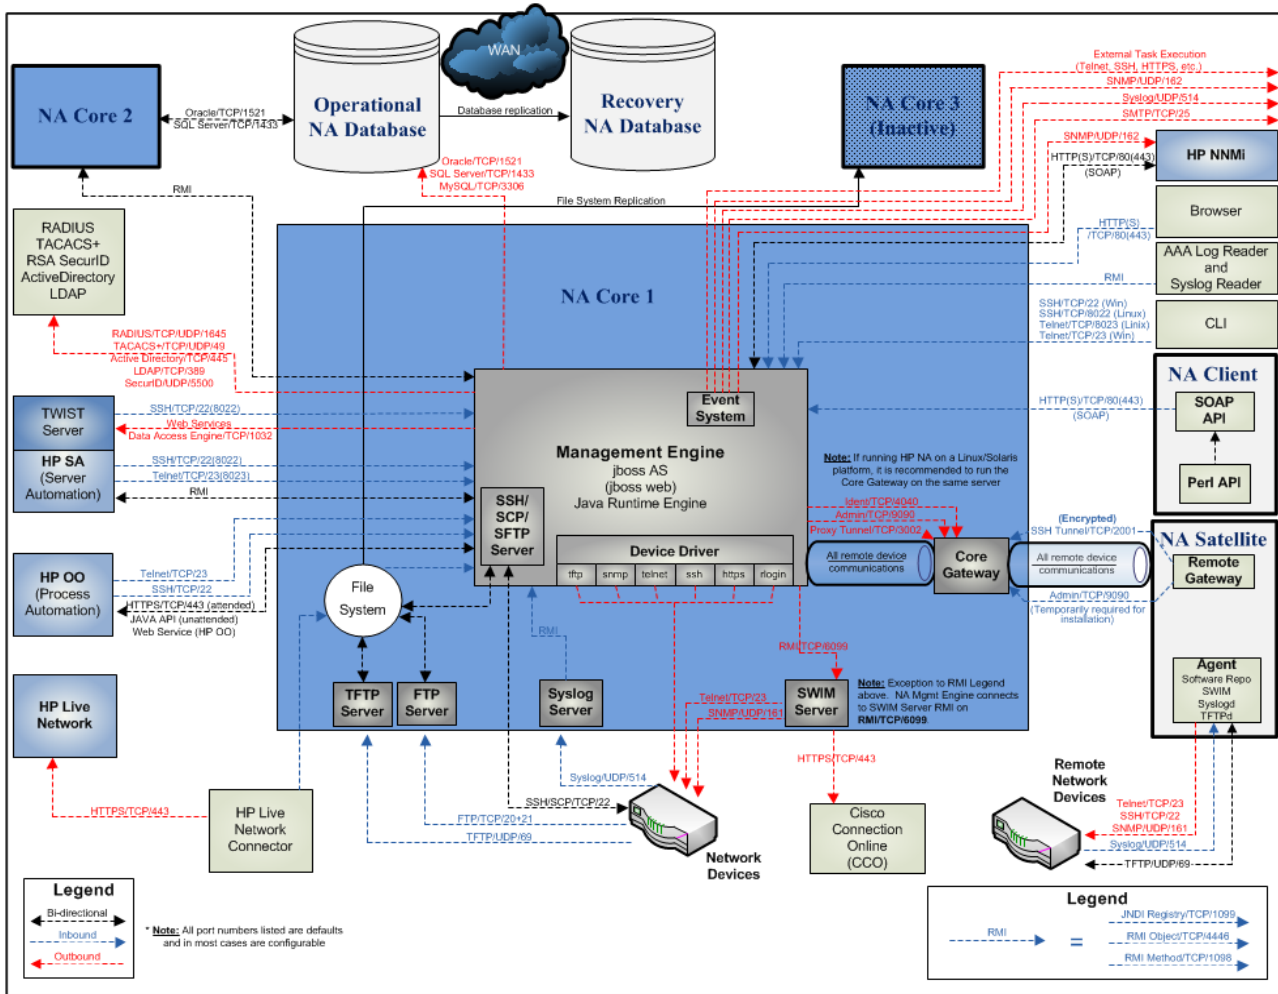 WAN
NA Core 2
Oracle/TCP/1521
SQL Server/TCP/1433
Operational
NA Database
Database replication
Recovery
NA Database
NA Core 3
(Inactive)
External Task Execution
(Telnet, SSH, HTTPS, etc.)
SNMP/UDP/162
Syslog/UDP/514
SMTP/TCP/25
SNMP/UDP/162
HTTP(S)/TCP/80(443)
(SOAP)
HP NNMi
Oracle/TCP/1521
SQL Server/TCP/1433
MySQL/TCP/3306
RMI
File System Replication
Browser
HTTP(S)
/TCP/80(443)
RADIUS
TACACS+
RSA SecurID
ActiveDirectory
LDAP
AAA Log Reader
and
Syslog Reader
RMI
NA Core 1
SSH/TCP/22 (Win)
SSH/TCP/8022 (Linux)
Telnet/TCP/8023 (Linix)
Telnet/TCP/23 (Win)
CLI
RADIUS/TCP/UDP/1645
TACACS+/TCP/UDP/49
Active Directory/TCP/445
LDAP/TCP/389
SecurID/UDP/5500
NA Client
SOAP
API
Perl API
HTTP(S)/TCP/80(443)
(SOAP)
Event
System
TWIST
Server
SSH/TCP/22(8022)
Web Services
Data Access Engine/TCP/1032
HP SA
(Server
Automation)
SSH/TCP/22(8022)
Telnet/TCP/23(8023)
RMI
Management Engine
jboss AS
(jboss web)
Java Runtime Engine
Note: If running HP NA on a Linux/Solaris
platform, it is recommended to run the
Core Gateway on the same server
SSH/
SCP/
SFTP
Server
Ident/TCP/4040
Admin/TCP/9090
Proxy Tunnel/TCP/3002
(Encrypted)
SSH Tunnel/TCP/2001
NA Satellite
Device Driver
tftp
snmp
telnet
ssh
https
rlogin
All remote device
communications
Core
Gateway
All remote device
communications
Remote
Gateway
Admin/TCP/9090
(Temporarily required for
installation)
HP OO
(Process
Automation)
Telnet/TCP/23
SSH/TCP/22
HTTPS/TCP/443 (attended)
JAVA API (unattended)
Web Service (HP OO)
File
System
RMI
RMI/TCP/6099
Agent
Software Repo
SWIM
Syslogd
TFTPd
HP Live
Network
TFTP
Server
FTP
Server
Syslog
Server
Telnet/TCP/23
SNMP/UDP/161
SWIM
Server
Note: Exception to RMI Legend
above. NA Mgmt Engine connects
to SWIM Server RMI on
RMI/TCP/6099.
HTTPS/TCP/443
Syslog/UDP/514
Remote
Network
Devices
HTTPS/TCP/443
HP Live
Network
Connector
SSH/SCP/TCP/22
FTP/TCP/20+21
TFTP/UDP/69
Network
Devices
Cisco
Connection
Online
(CCO)
Telnet/TCP/23
SSH/TCP/22
SNMP/UDP/161
Syslog/UDP/514
TFTP/UDP/69
Legend
Bi-directional
Inbound
Outbound
* Note: All port numbers listed are defaults
and in most cases are configurable
Legend
RMI
=
JNDI Registry/TCP/1099
RMI Object/TCP/4446
RMI Method/TCP/1098